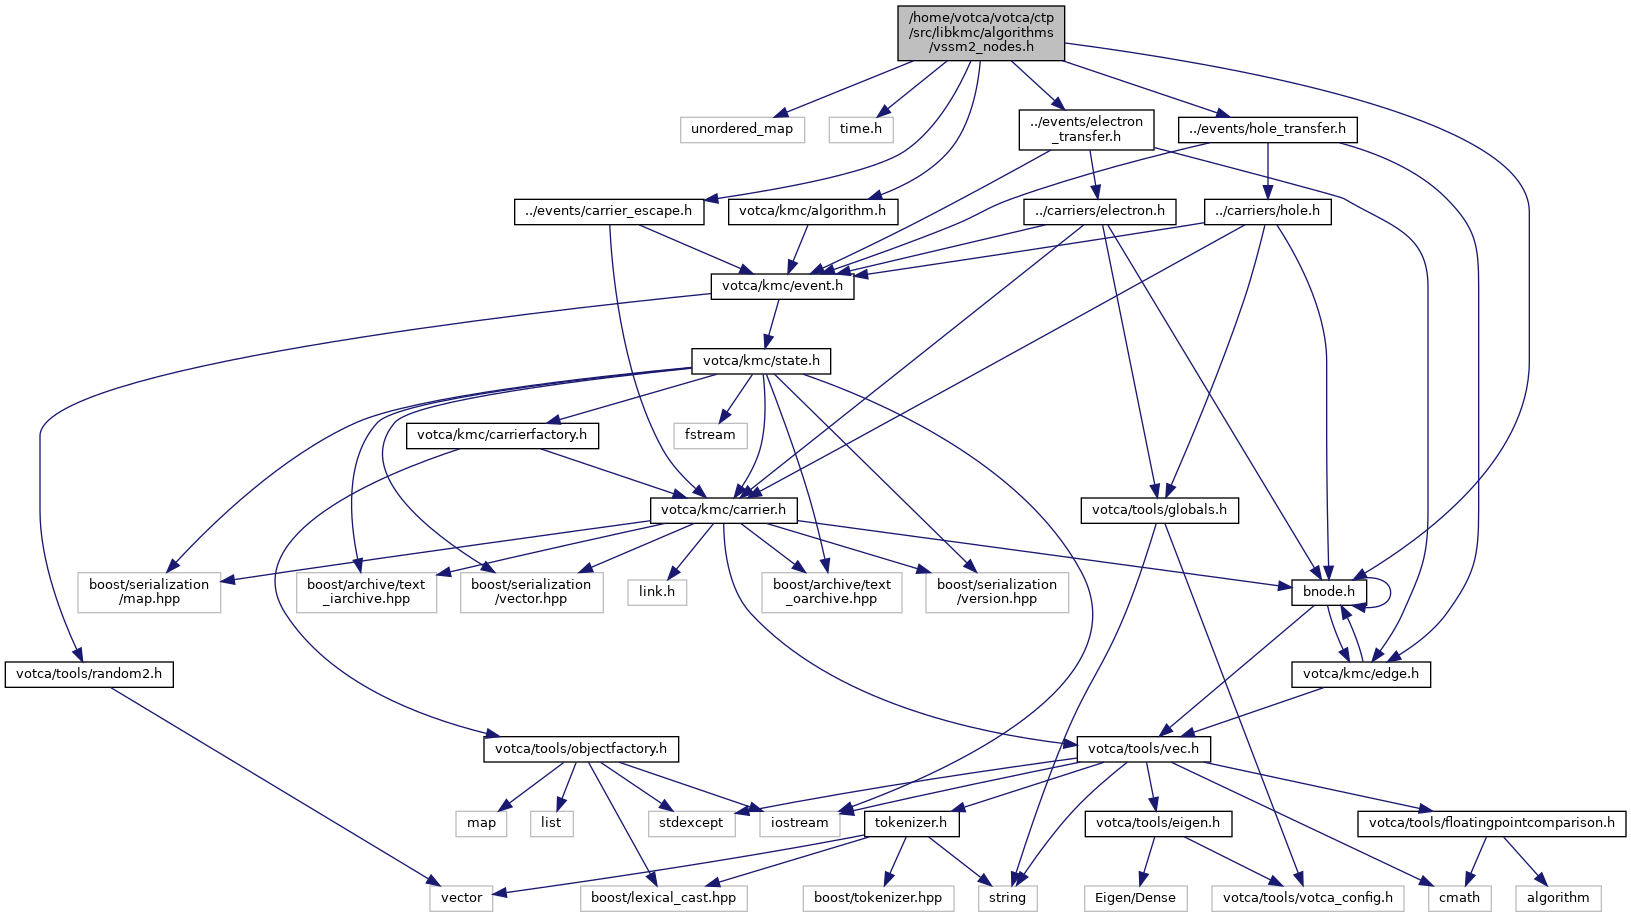 /home/votca/votca/ctp
/src/libkmc/algorithms
/vssm2_nodes.h
unordered_map
time.h
../events/electron
_transfer.h
../events/hole_transfer.h
../events/carrier_escape.h
votca/kmc/algorithm.h
../carriers/electron.h
../carriers/hole.h
votca/kmc/event.h
votca/kmc/state.h
votca/kmc/carrierfactory.h
fstream
votca/kmc/carrier.h
votca/tools/globals.h
boost/serialization
/map.hpp
boost/archive/text
_iarchive.hpp
boost/serialization
/vector.hpp
link.h
boost/archive/text
_oarchive.hpp
boost/serialization
/version.hpp
bnode.h
votca/tools/random2.h
votca/kmc/edge.h
votca/tools/objectfactory.h
votca/tools/vec.h
map
list
stdexcept
iostream
tokenizer.h
votca/tools/eigen.h
votca/tools/floatingpointcomparison.h
vector
boost/lexical_cast.hpp
boost/tokenizer.hpp
string
Eigen/Dense
votca/tools/votca_config.h
cmath
algorithm